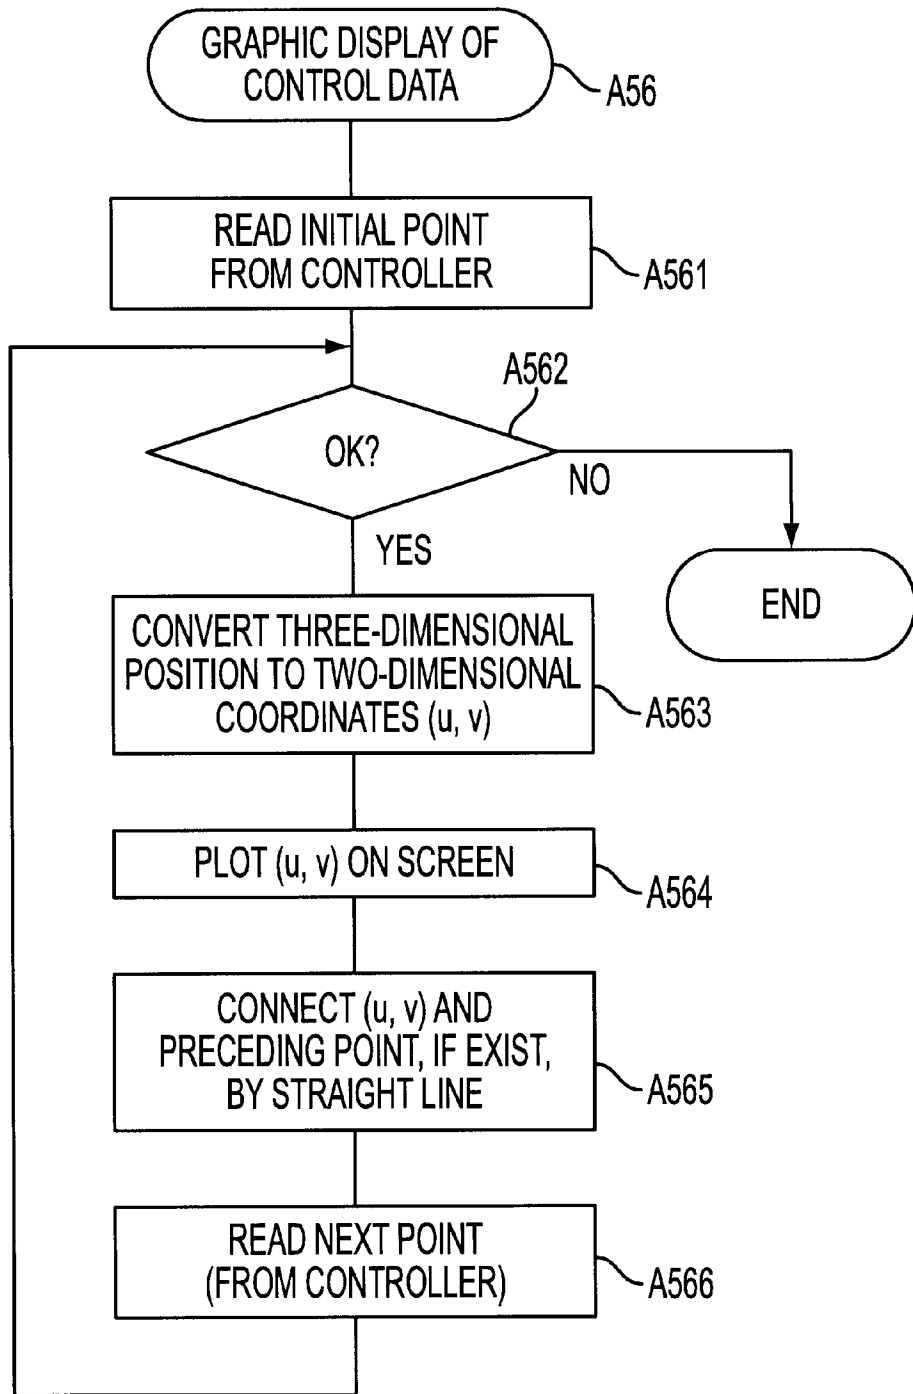 GRAPHIC DISPLAY OF
CONTROL DATA
A56
READ INITIAL POINT
FROM CONTROLLER
A561
A562
OK?
NO
YES
END
CONVERT THREE-DIMENSIONAL
POSITION TO TWO-DIMENSIONAL
COORDINATES (u, v)
A563
PLOT (u, v) ON SCREEN
A564
CONNECT (u, v) AND
PRECEDING POINT, IF EXIST,
BY STRAIGHT LINE
A565
READ NEXT POINT
(FROM CONTROLLER)
A566